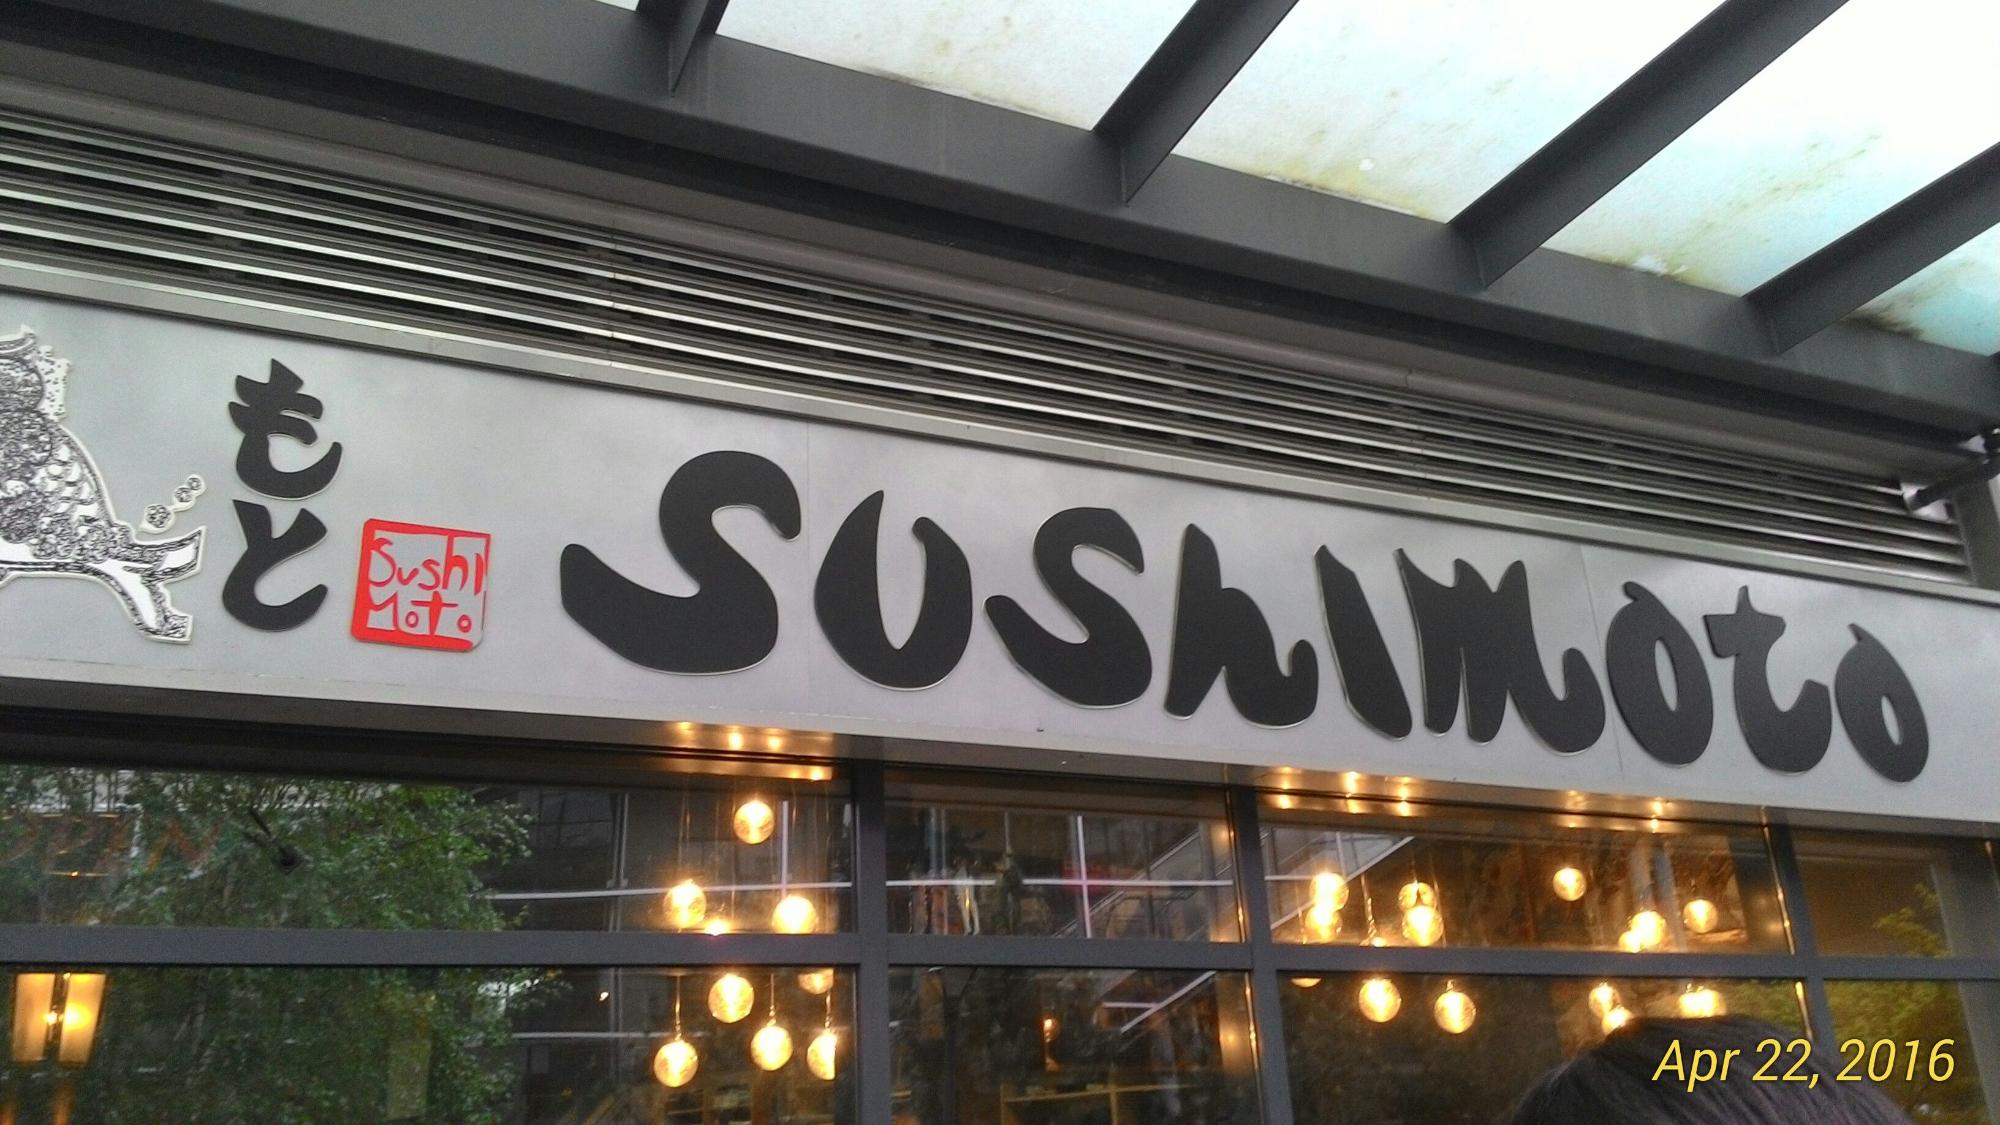 もと
Sushi
Moto
SUShIMoto
Apr 22, 2016